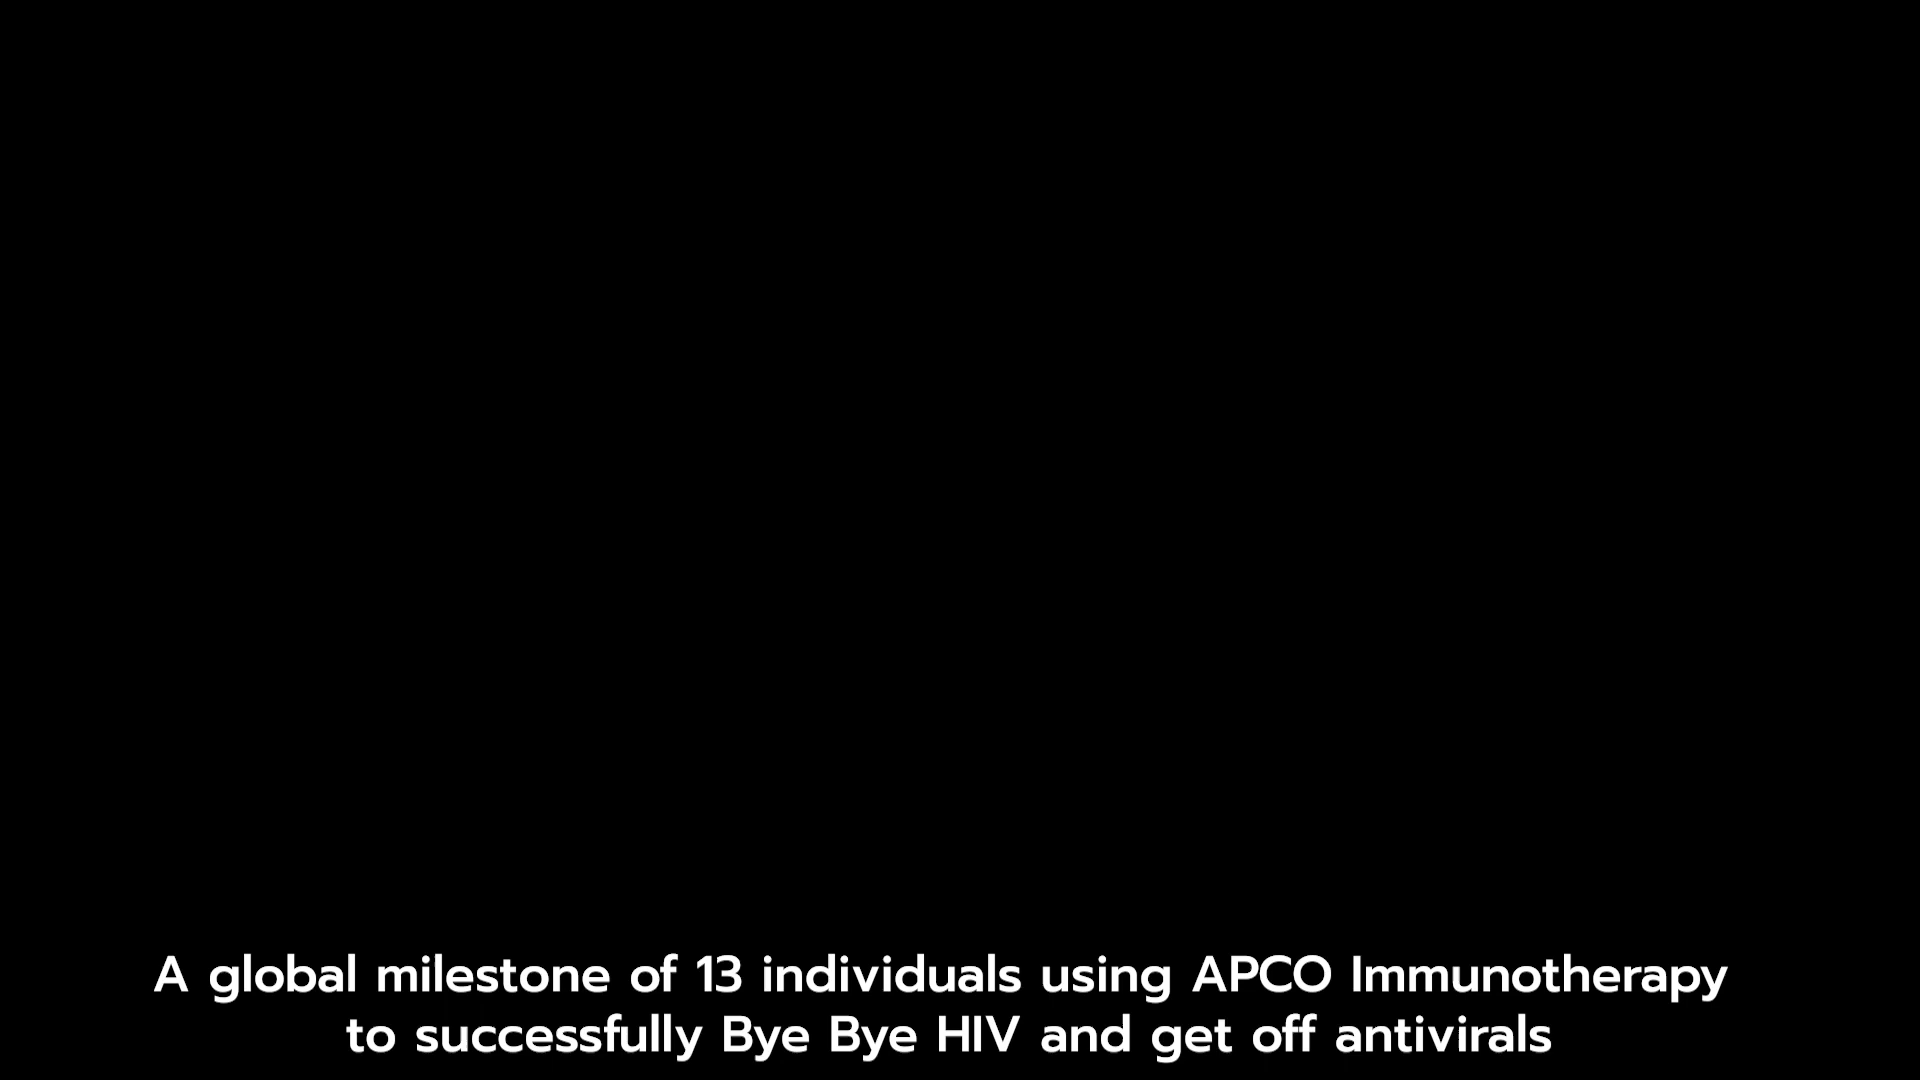 A global milestone of 13 individuals using APCO Immunotherapy
to successfully Bye Bye HIV and get off antivirals